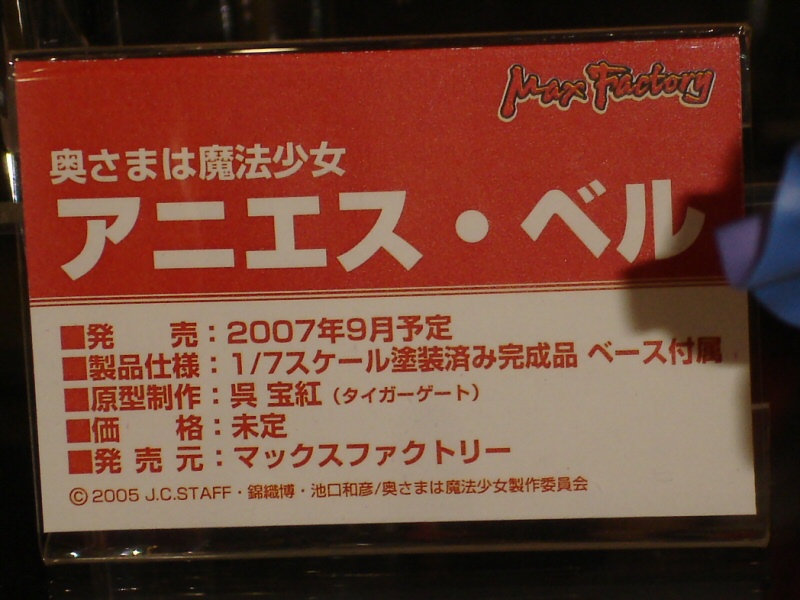 Max Factory
奥さまは魔法少女
アニエス・ベル
■発　　売：2007年9月予定
■製品仕様：1/7スケール塗装済み完成品 ベース付属
■原型制作：呉 宝紅（タイガーゲート）
■価　　格：未定
■発 売 元：マックスファクトリー
©2005 J.C.STAFF・錦織博・池口和彦/奥さまは魔法少女製作委員会